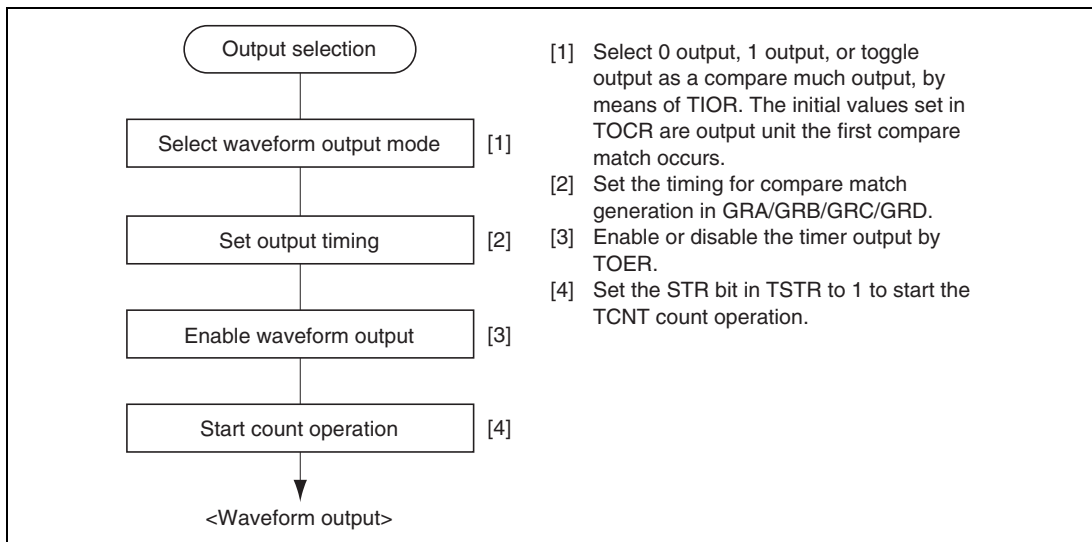 Output selection
Select waveform output mode [1]
Set output timing [2]
Enable waveform output [3]
Start count operation [4]
<Waveform output>
[1] Select 0 output, 1 output, or toggle
output as a compare much output, by
means of TIOR. The initial values set in
TOCR are output unit the first compare
match occurs.
[2] Set the timing for compare match
generation in GRA/GRB/GRC/GRD.
[3] Enable or disable the timer output by
TOER.
[4] Set the STR bit in TSTR to 1 to start the
TCNT count operation.